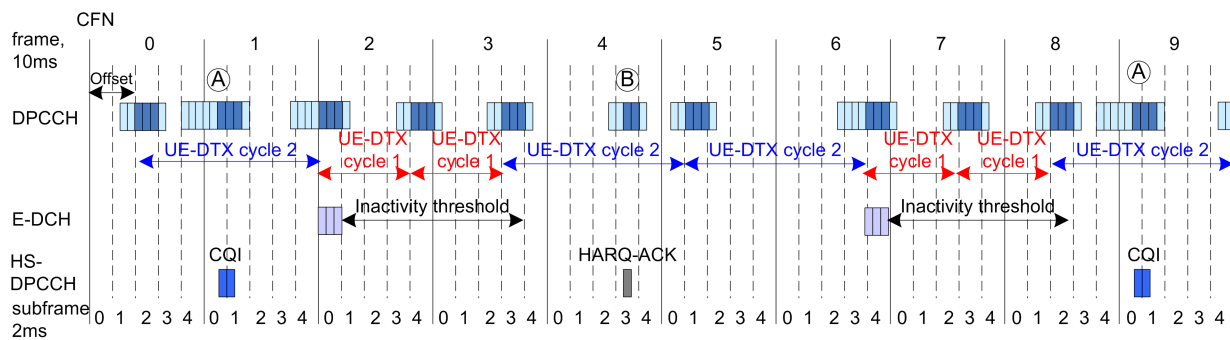 CFN
frame,
10ms
0 1 2 3 4 5 6 7 8 9
Offset
A B A
DPCCH
UE-DTX cycle 2
UE-DTX
cycle 1
UE-DTX
cycle 1
UE-DTX cycle 2
UE-DTX cycle 2
UE-DTX
cycle 1
UE-DTX
cycle 1
UE-DTX cycle 2
E-DCH
Inactivity threshold
Inactivity threshold
HS-
DPCCH
CQI
HARQ-ACK
CQI
subframe
2ms
0 1 2 3 4 0 1 2 3 4 0 1 2 3 4 0 1 2 3 4 0 1 2 3 4 0 1 2 3 4 0 1 2 3 4 0 1 2 3 4 0 1 2 3 4 0 1 2 3 4